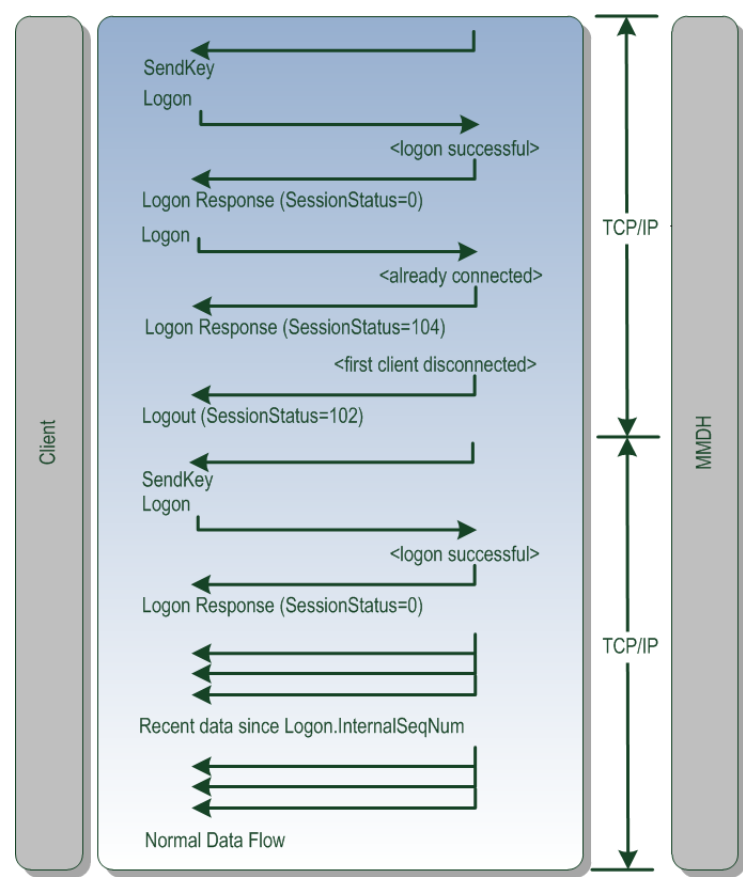 SendKey
Logon
<logon successful>
Logon Response (SessionStatus=0)
Logon
<already connected>
Logon Response (SessionStatus=104)
<first client disconnected>
Logout (SessionStatus=102)
SendKey
Logon
<logon successful>
Logon Response (SessionStatus=0)
Recent data since Logon.InternalSeqNum
Normal Data Flow
Client
TCP/IP
TCP/IP
MMDH